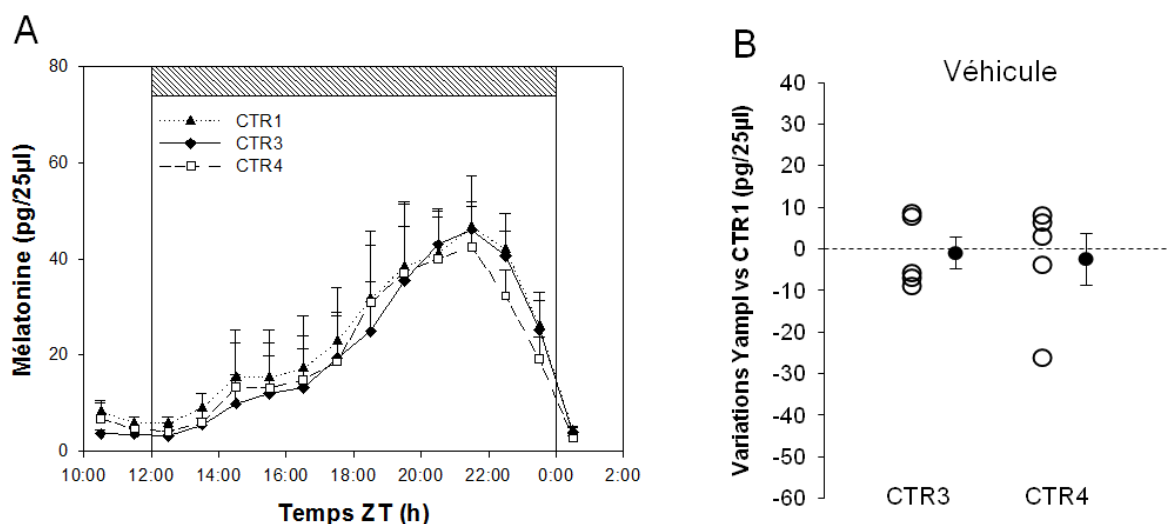 A
Mélatonine (pg/25µl)
80
60
40
20
0
CTR1
CTR3
CTR4
10:00 12:00 14:00 16:00 18:00 20:00 22:00 0:00 2:00
Temps ZT (h)
B
Véhicule
Variations Yampl vs CTR1 (pg/25µl)
40
30
20
10
0
-10
-20
-30
-40
-50
-60
CTR3 CTR4